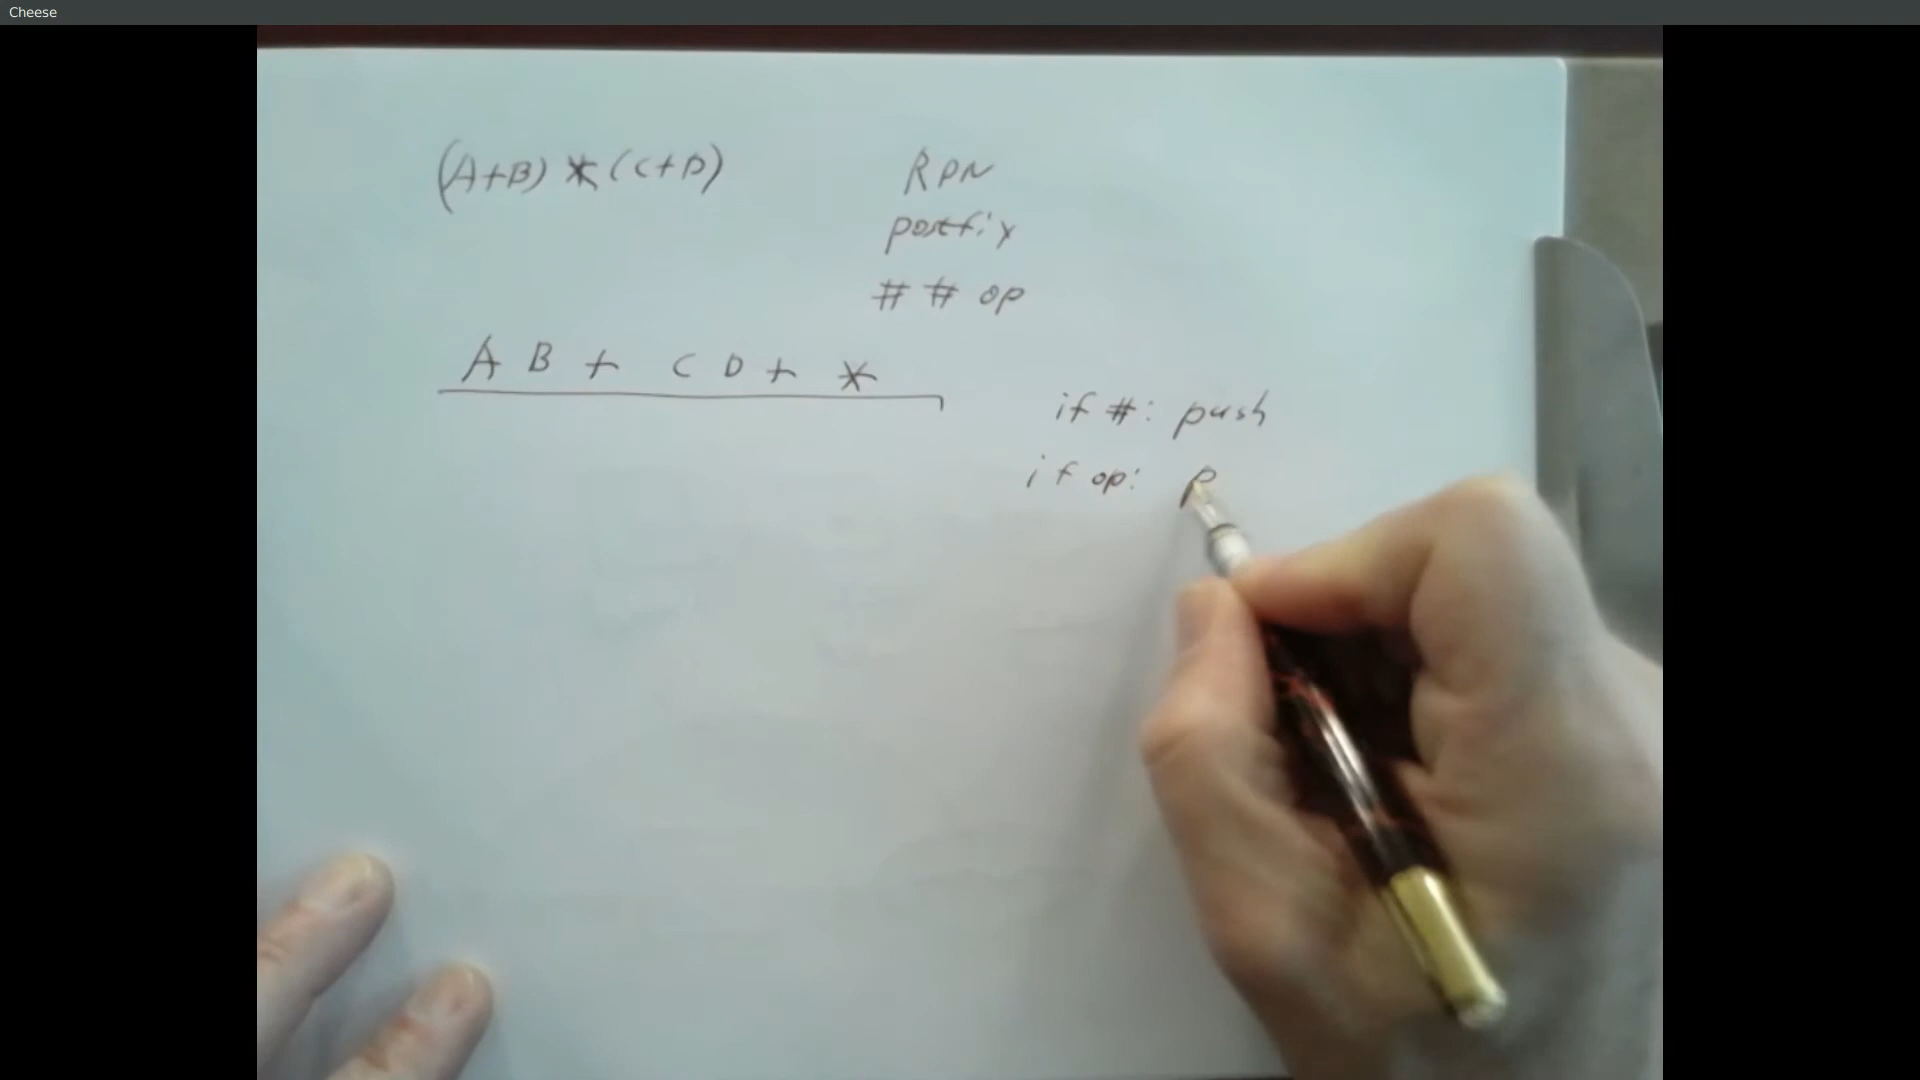 Cheese
(A+B) * (C+D)
RPN
postfix
# # op
A B + C D + *
if #: push
if op: p